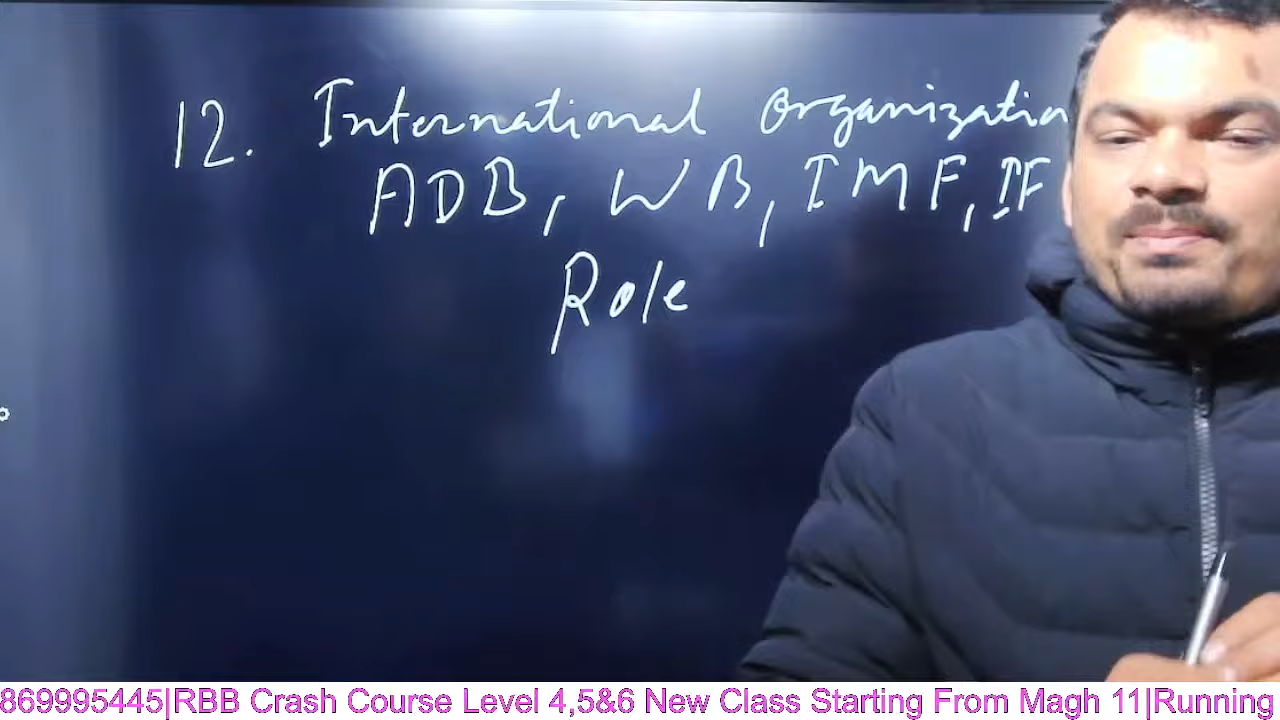 12. International Organization
ADB, WB, IMF, IF
Role
869995445|RBB Crash Course Level 4,5&6 New Class Starting From Magh 11|Running